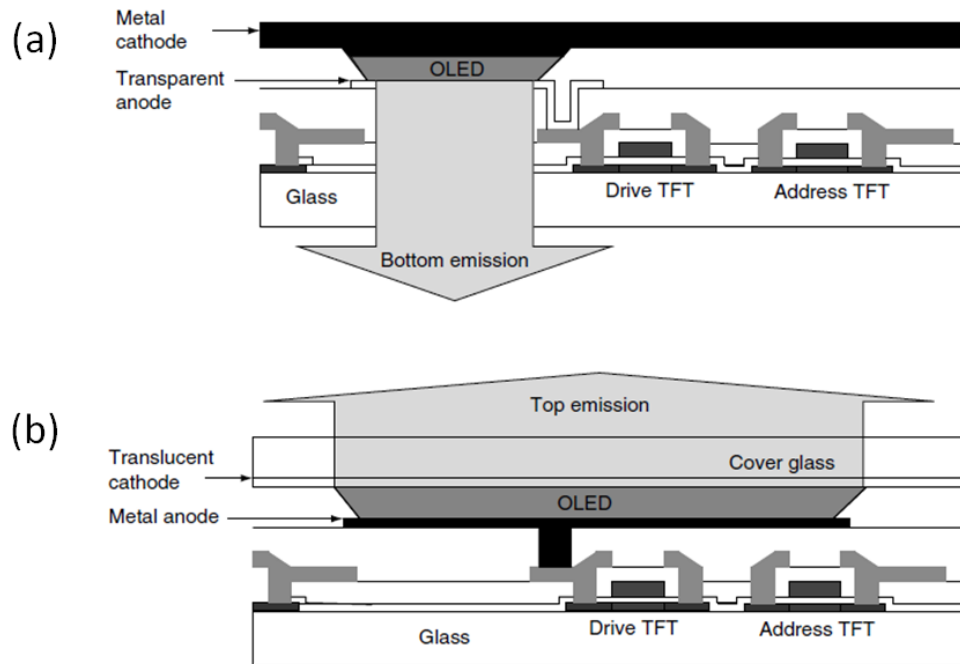 (a)
Metal
cathode
OLED
Transparent
anode
Glass
Drive TFT
Address TFT
Bottom emission
(b)
Top emission
Translucent
cathode
Cover glass
OLED
Metal anode
Glass
Drive TFT
Address TFT